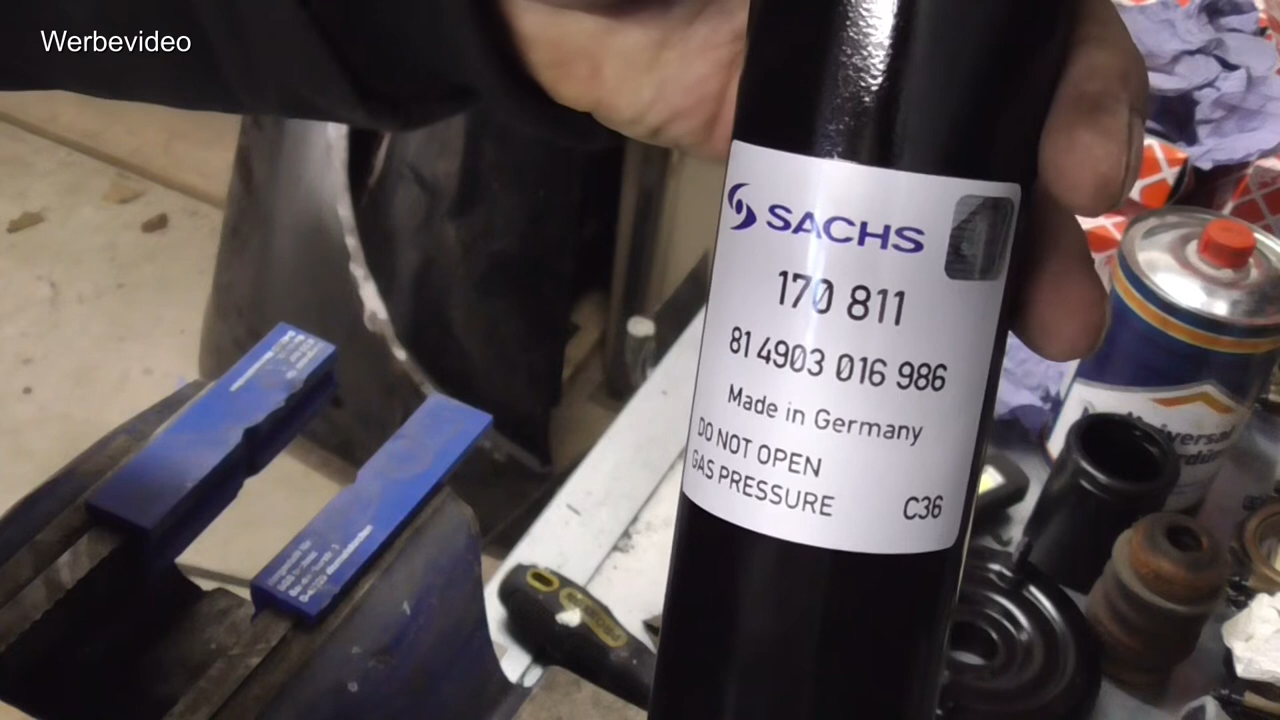 Werbevideo
SACHS
170 811
81 4903 016 986
Made in Germany
DO NOT OPEN
GAS PRESSURE
C36